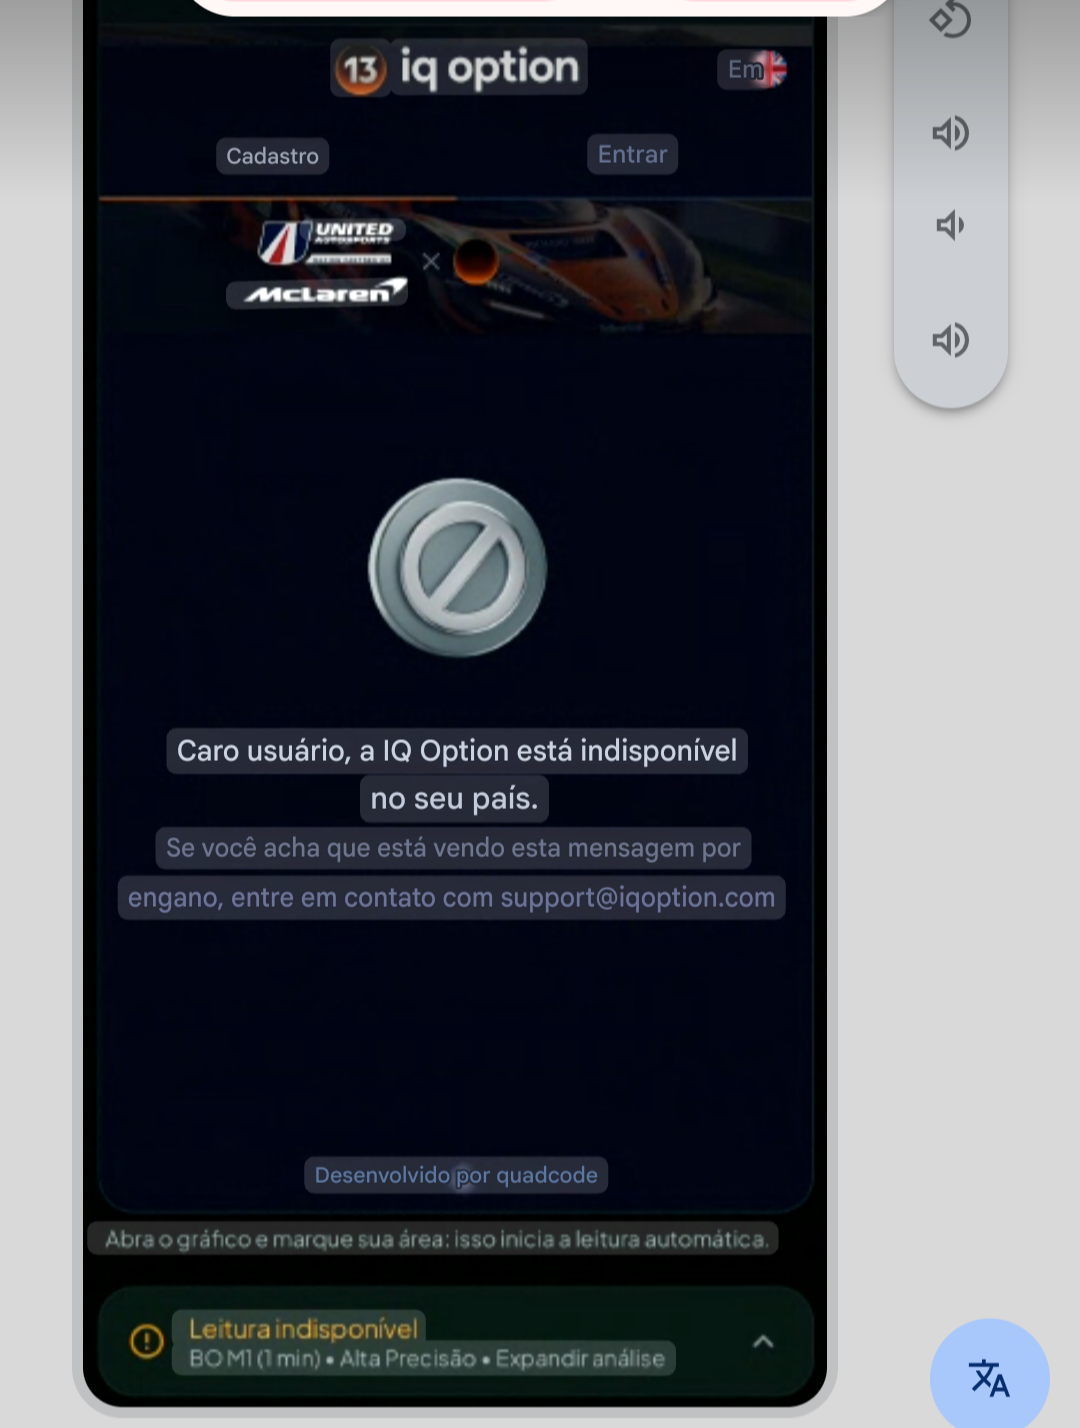 13 iq option
Em
Cadastro
Entrar
UNITED
AUTOSPORTS
×
McLaren
Caro usuário, a IQ Option está indisponível
no seu país.
Se você acha que está vendo esta mensagem por
engano, entre em contato com support@iqoption.com
Desenvolvido por quadcode
Abra o gráfico e marque sua área: isso inicia a leitura automática.
Leitura indisponível
BO M1 (1 min) • Alta Precisão • Expandir análise